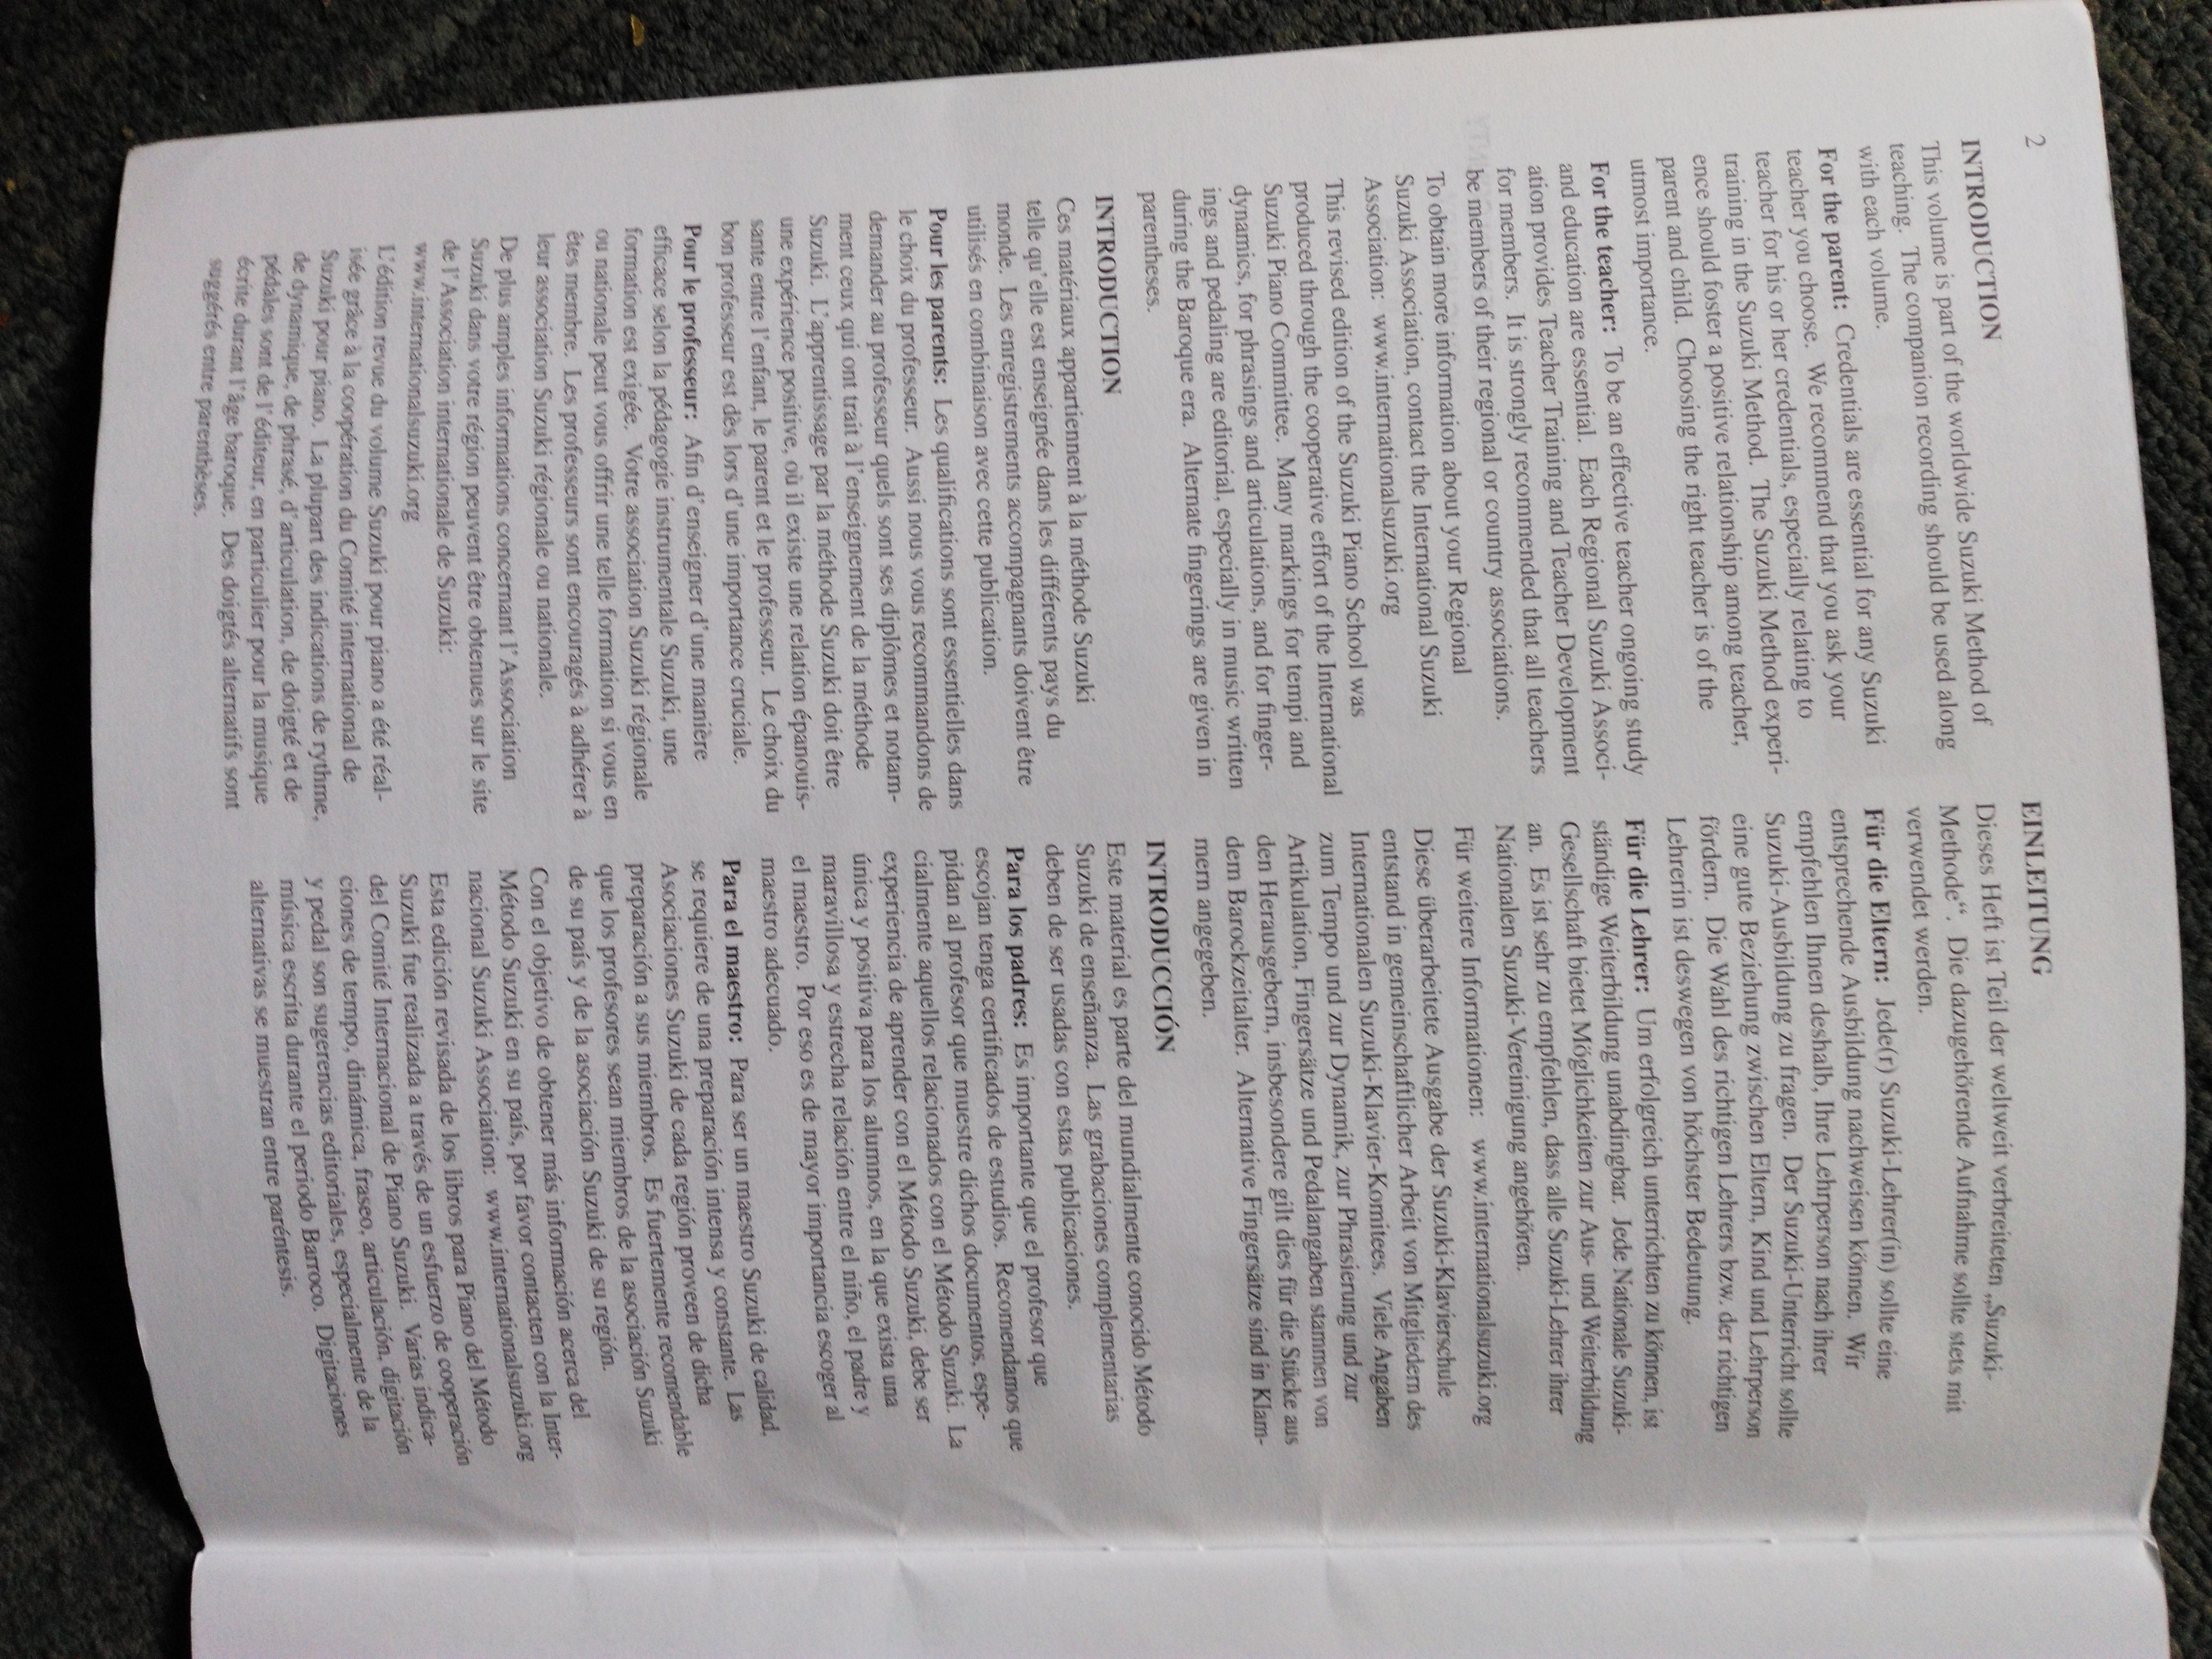 2
INTRODUCTION
This volume is part of the worldwide Suzuki Method of
teaching. The companion recording should be used along
with each volume.
For the parent: Credentials are essential for any Suzuki
teacher you choose. We recommend that you ask your
teacher for his or her credentials, especially relating to
training in the Suzuki Method. The Suzuki Method experi-
ence should foster a positive relationship among teacher,
parent and child. Choosing the right teacher is of the
utmost importance.
For the teacher: To be an effective teacher ongoing study
and education are essential. Each Regional Suzuki Associ-
ation provides Teacher Training and Teacher Development
for members. It is strongly recommended that all teachers
be members of their regional or country associations.
To obtain more information about your Regional
Suzuki Association, contact the International Suzuki
Association: www.internationalsuzuki.org
This revised edition of the Suzuki Piano School was
produced through the cooperative effort of the International
Suzuki Piano Committee. Many markings for tempi and
dynamics, for phrasings and articulations, and for finger-
ings and pedaling are editorial, especially in music written
during the Baroque era. Alternate fingerings are given in
parentheses.
INTRODUCTION
Ces matériaux appartiennent à la méthode Suzuki
telle qu'elle est enseignée dans les différents pays du
monde. Les enregistrements accompagnants doivent être
utilisés en combinaison avec cette publication.
Pour les parents: Les qualifications sont essentielles dans
le choix du professeur. Aussi nous vous recommandons de
demander au professeur quels sont ses diplômes et notam-
ment ceux qui ont trait à l'enseignement de la méthode
Suzuki. L'apprentissage par la méthode Suzuki doit être
une expérience positive, où il existe une relation épanouis-
sante entre l'enfant, le parent et le professeur. Le choix du
bon professeur est dès lors d'une importance cruciale.
Pour le professeur: Afin d'enseigner d'une manière
efficace selon la pédagogie instrumentale Suzuki, une
formation est exigée. Votre association Suzuki régionale
ou nationale peut vous offrir une telle formation si vous en
êtes membre. Les professeurs sont encouragés à adhérer à
leur association Suzuki régionale ou nationale.
De plus amples informations concernant l'Association
Suzuki dans votre région peuvent être obtenues sur le site
de l'Association internationale de Suzuki:
www.internationalsuzuki.org
L'édition revue du volume Suzuki pour piano a été réal-
isée grâce à la coopération du Comité international de
Suzuki pour piano. La plupart des indications de rythme,
de dynamique, de phrasé, d'articulation, de doigté et de
pédales sont de l'éditeur, en particulier pour la musique
écrite durant l'âge baroque. Des doigtés alternatifs sont
suggérés entre parenthèses.
EINLEITUNG
Dieses Heft ist Teil der weltweit verbreiteten „Suzuki-
Methode“. Die dazugehörende Aufnahme sollte stets mit
verwendet werden.
Für die Eltern: Jede(r) Suzuki-Lehrer(in) sollte eine
entsprechende Ausbildung nachweisen können. Wir
empfehlen Ihnen deshalb, Ihre Lehrperson nach ihrer
Suzuki-Ausbildung zu fragen. Der Suzuki-Unterricht sollte
eine gute Beziehung zwischen Eltern, Kind und Lehrperson
fördern. Die Wahl des richtigen Lehrers bzw. der richtigen
Lehrerin ist deswegen von höchster Bedeutung.
Für die Lehrer: Um erfolgreich unterrichten zu können, ist
ständige Weiterbildung unabdingbar. Jede Nationale Suzuki-
Gesellschaft bietet Möglichkeiten zur Aus- und Weiterbildung
an. Es ist sehr zu empfehlen, dass alle Suzuki-Lehrer ihrer
Nationalen Suzuki-Vereinigung angehören.
Für weitere Informationen: www.internationalsuzuki.org
Diese überarbeitete Ausgabe der Suzuki-Klavierschule
entstand in gemeinschaftlicher Arbeit von Mitgliedern des
Internationalen Suzuki-Klavier-Komitees. Viele Angaben
zum Tempo und zur Dynamik, zur Phrasierung und zur
Artikulation, Fingersätze und Pedalangaben stammen von
den Herausgebern, insbesondere gilt dies für die Stücke aus
dem Barockzeitalter. Alternative Fingersätze sind in Klam-
mern angegeben.
INTRODUCCIÓN
Este material es parte del mundialmente conocido Método
Suzuki de enseñanza. Las grabaciones complementarias
deben de ser usadas con estas publicaciones.
Para los padres: Es importante que el profesor que
escojan tenga certificados de estudios. Recomendamos que
pidan al profesor que muestre dichos documentos, espe-
cialmente aquellos relacionados con el Método Suzuki. La
experiencia de aprender con el Método Suzuki, debe ser
única y positiva para los alumnos, en la que exista una
maravillosa y estrecha relación entre el niño, el padre y
el maestro. Por eso es de mayor importancia escoger al
maestro adecuado.
Para el maestro: Para ser un maestro Suzuki de calidad,
se requiere de una preparación intensa y constante. Las
Asociaciones Suzuki de cada región proveen de dicha
preparación a sus miembros. Es fuertemente recomendable
que los profesores sean miembros de la asociación Suzuki
de su país y de la asociación Suzuki de su región.
Con el objetivo de obtener más información acerca del
Método Suzuki en su país, por favor contacten con la Inter-
nacional Suzuki Association: www.internationalsuzuki.org
Esta edición revisada de los libros para Piano del Método
Suzuki fue realizada a través de un esfuerzo de cooperación
del Comité Internacional de Piano Suzuki. Varias indica-
ciones de tempo, dinámica, fraseo, articulación, digitación
y pedal son sugerencias editoriales, especialmente de la
música escrita durante el periodo Barroco. Digitaciones
alternativas se muestran entre paréntesis.